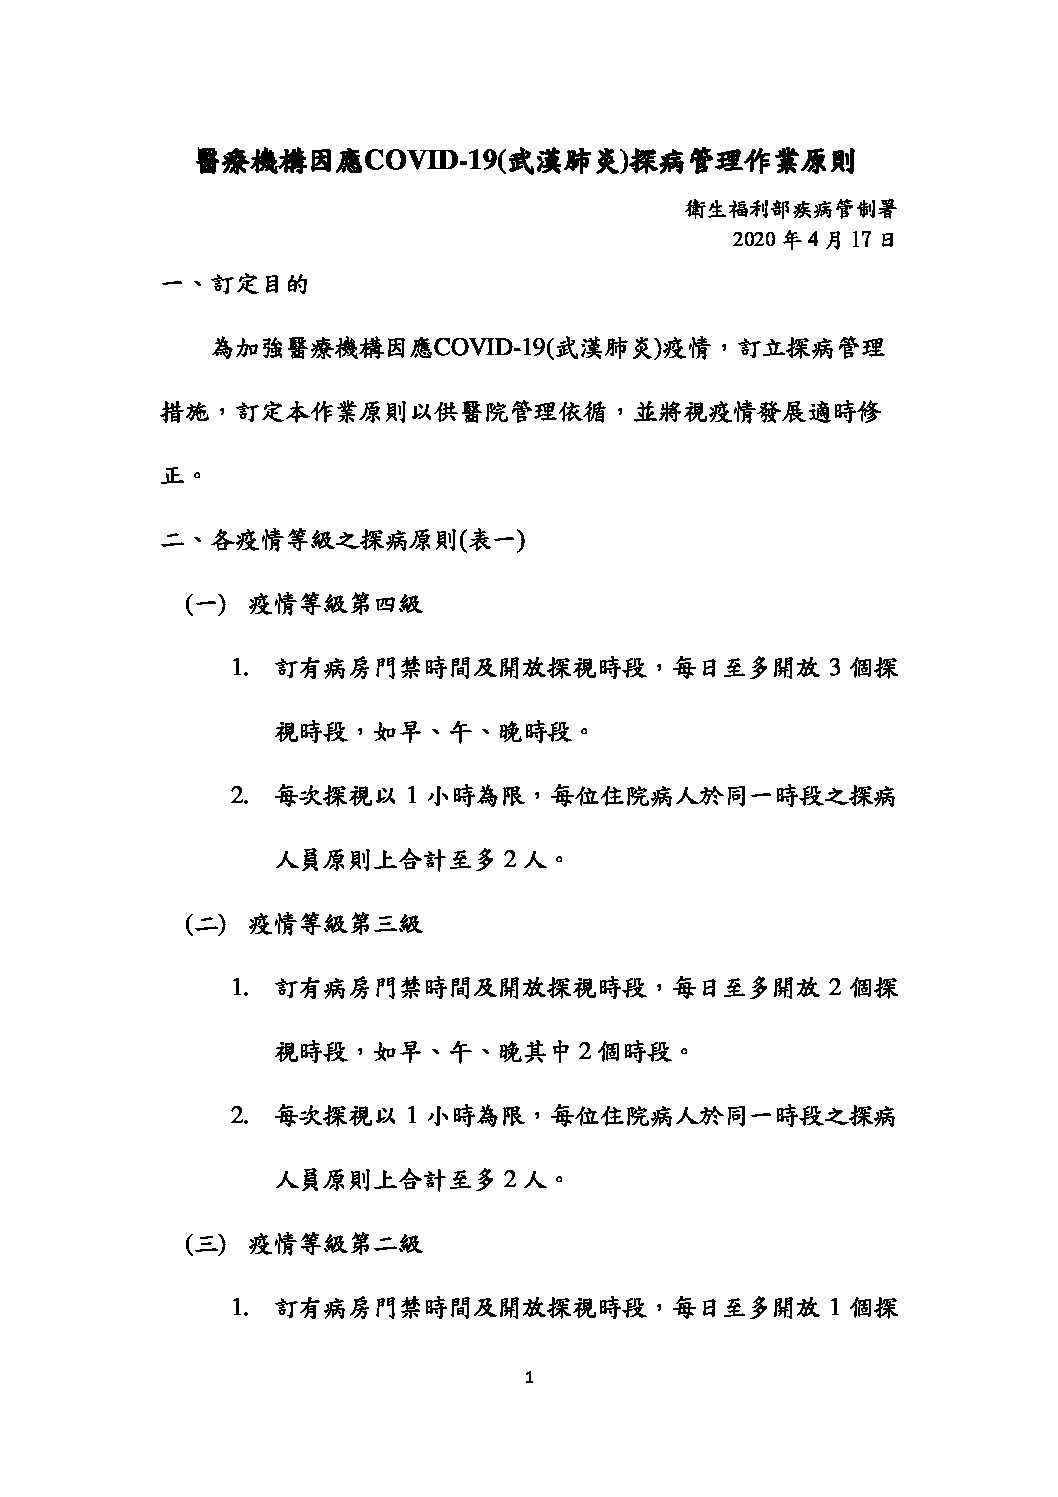 醫療機構因應COVID-19(武漢肺炎)探病管理作業原則
衛生福利部疾病管制署
2020 年 4 月 17 日
一、訂定目的
為加強醫療機構因應COVID-19(武漢肺炎)疫情，訂立探病管理
措施，訂定本作業原則以供醫院管理依循，並將視疫情發展適時修
正。
二、各疫情等級之探病原則(表一)
(一) 疫情等級第四級
1. 訂有病房門禁時間及開放探視時段，每日至多開放 3 個探
視時段，如早、午、晚時段。
2. 每次探視以 1 小時為限，每位住院病人於同一時段之探病
人員原則上合計至多 2 人。
(二) 疫情等級第三級
1. 訂有病房門禁時間及開放探視時段，每日至多開放 2 個探
視時段，如早、午、晚其中 2 個時段。
2. 每次探視以 1 小時為限，每位住院病人於同一時段之探病
人員原則上合計至多 2 人。
(三) 疫情等級第二級
1. 訂有病房門禁時間及開放探視時段，每日至多開放 1 個探
1